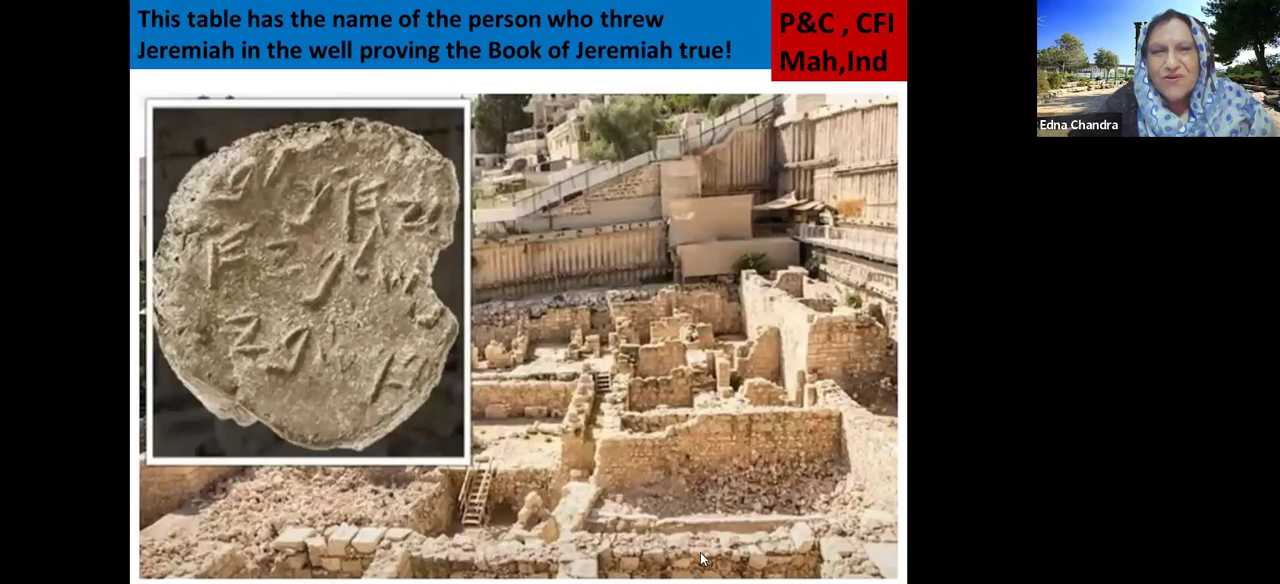 This table has the name of the person who threw
Jeremiah in the well proving the Book of Jeremiah true!
P&C , CFI
Mah,Ind
Edna Chandra